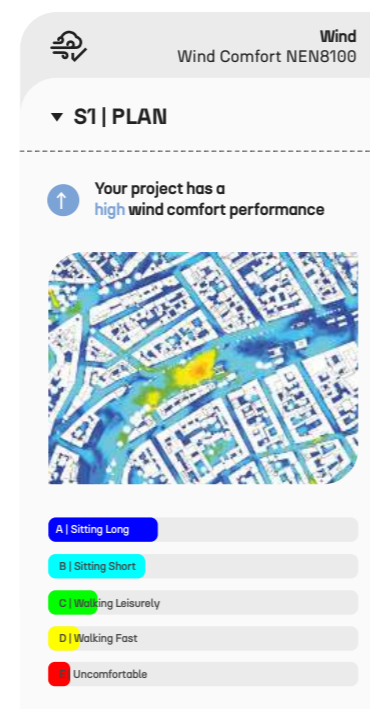 Wind
Wind Comfort NEN8100
S1 | PLAN
Your project has a
high wind comfort performance
A | Sitting Long
B | Sitting Short
C | Walking Leisurely
D | Walking Fast
E | Uncomfortable